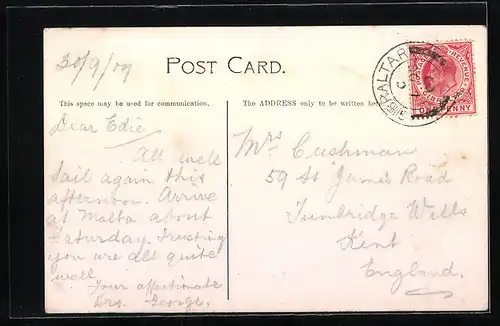 30/9/09
POST CARD.
This space may be used for communication.
The ADDRESS only to be written here
GIBRALTAR
REVENUE
ONE PENNY
Dear Edie,
All well
Sail again this
afternoon. Arrive
at Malta about
Saturday. Trusting
you are all quite
well
Your affectionate
Bro. George.
Mrs Cushman
59 St James Road
Tunbridge Wells
Kent
England.